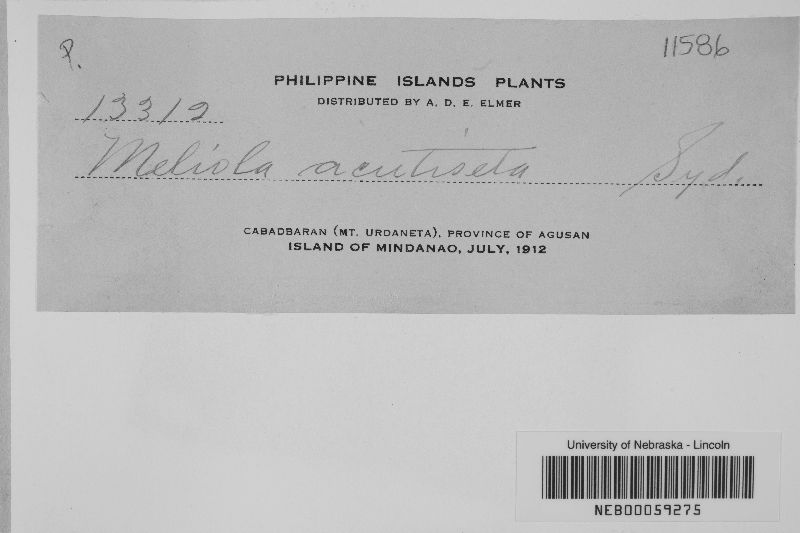 P.
11586
PHILIPPINE ISLANDS PLANTS
DISTRIBUTED BY A. D. E. ELMER
13312
Meliola acutiseta Syd.
CABADBARAN (MT. URDANETA), PROVINCE OF AGUSAN
ISLAND OF MINDANAO, JULY, 1912
University of Nebraska - Lincoln
NEB00059275